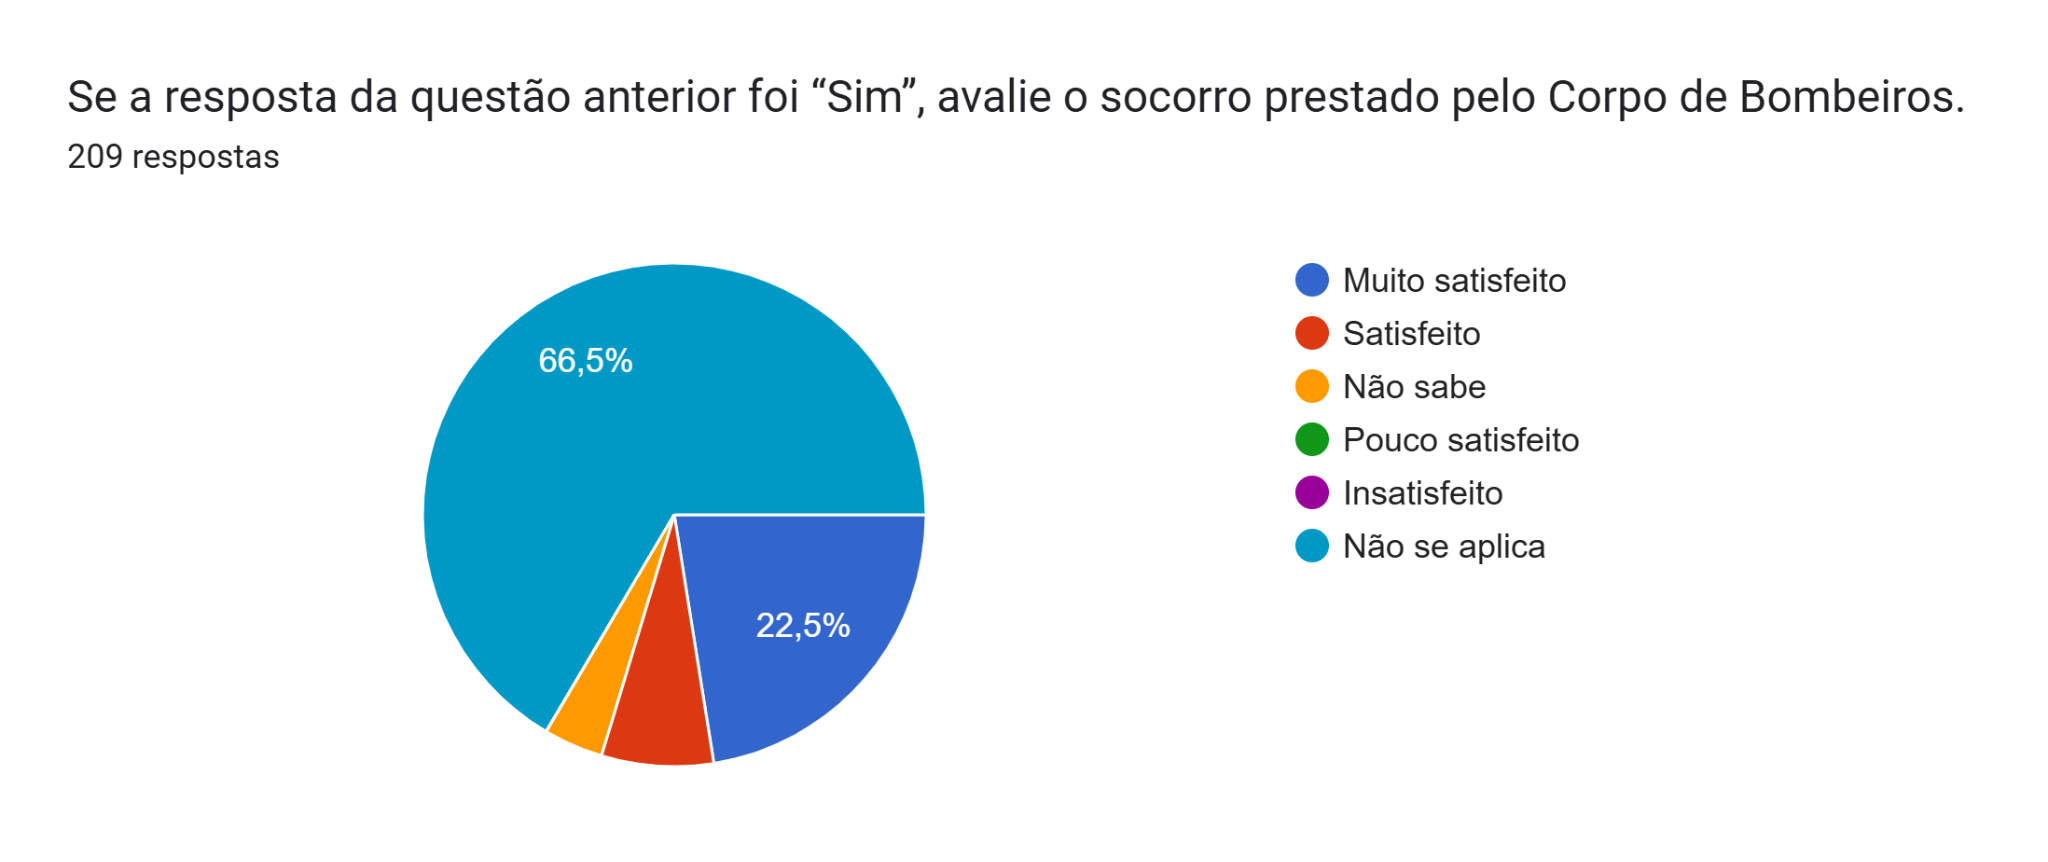 Se a resposta da questão anterior foi “Sim”, avalie o socorro prestado pelo Corpo de Bombeiros.
209 respostas
66,5%
22,5%
Muito satisfeito
Satisfeito
Não sabe
Pouco satisfeito
Insatisfeito
Não se aplica